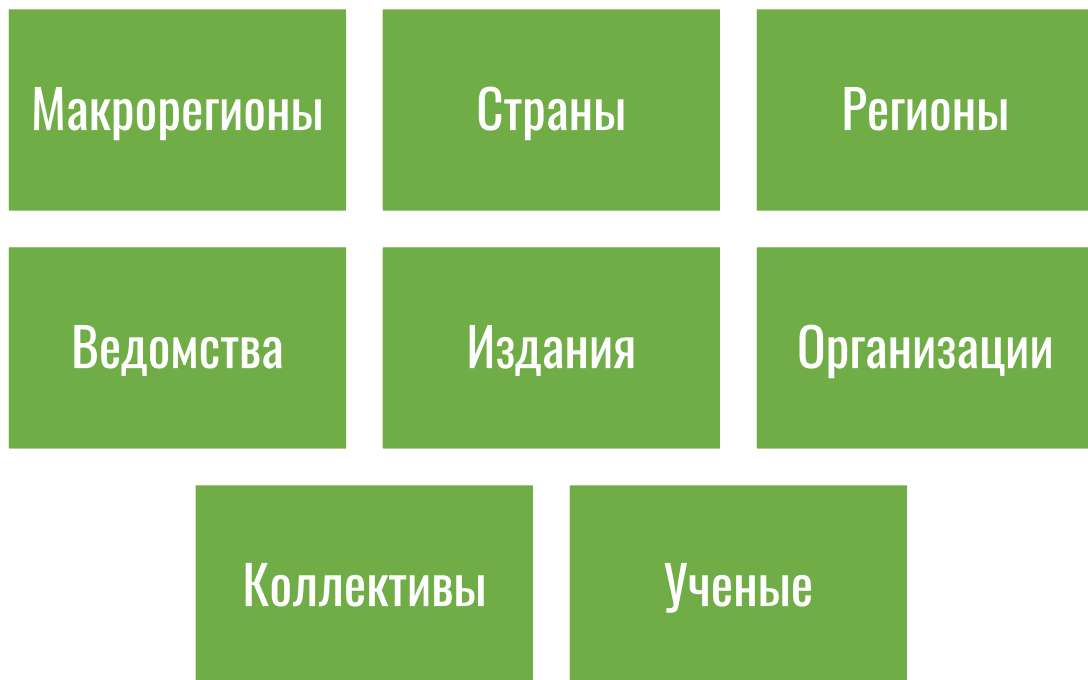 Макрорегионы
Страны
Регионы
Ведомства
Издания
Организации
Коллективы
Ученые